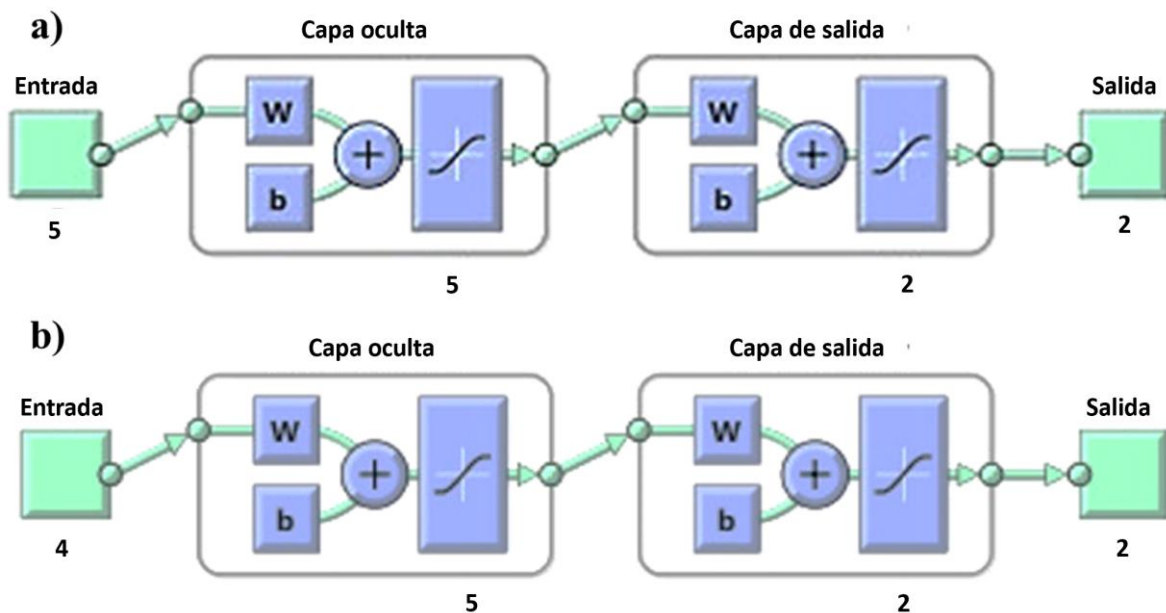 a)
Capa oculta
Capa de salida
Entrada
Salida
W
W
+
+
b
b
5
2
5
2
b)
Capa oculta
Capa de salida
Entrada
Salida
W
W
+
+
b
b
4
2
5
2